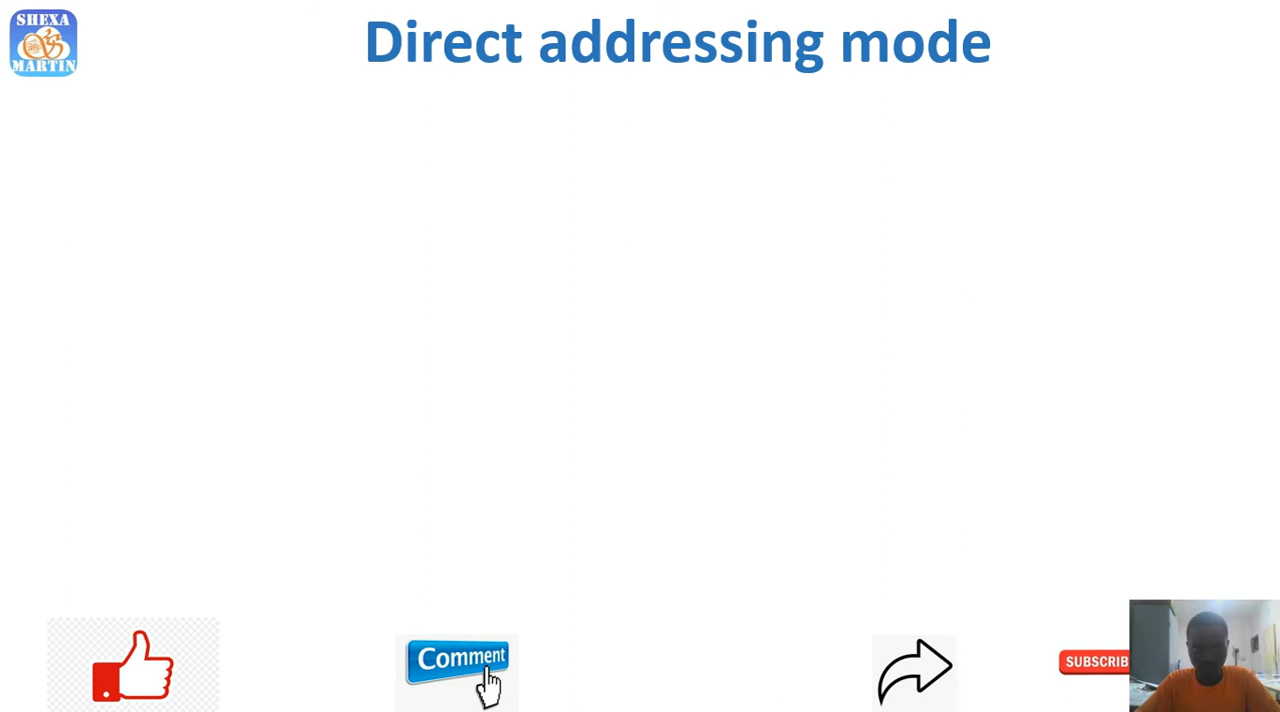 SHEXA
MARTIN
Direct addressing mode
Comment
SUBSCRIB